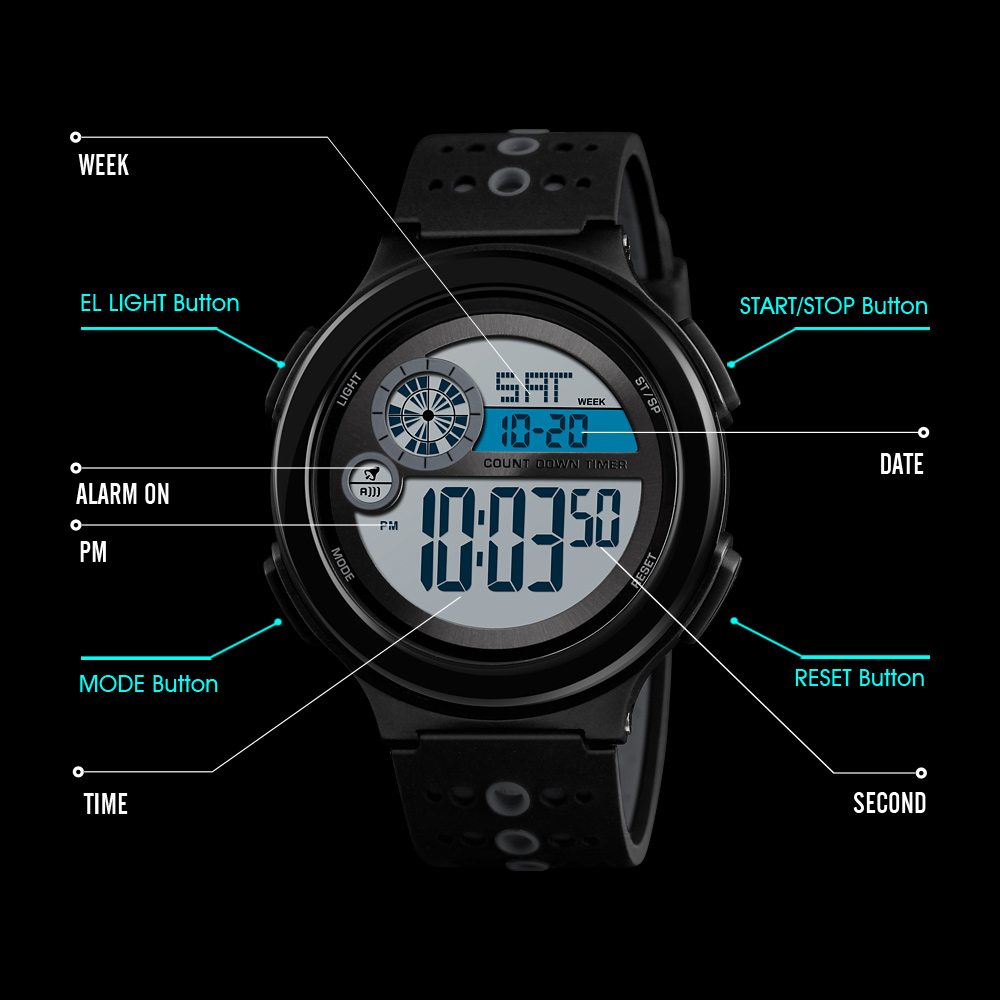 WEEK
EL LIGHT Button
START/STOP Button
LIGHT
ST/SP
SAT
WEEK
10-20
DATE
COUNT DOWN TIMER
ALARM ON
A)))
PM
PM
10:03 50
MODE
RESET
MODE Button
RESET Button
TIME
SECOND